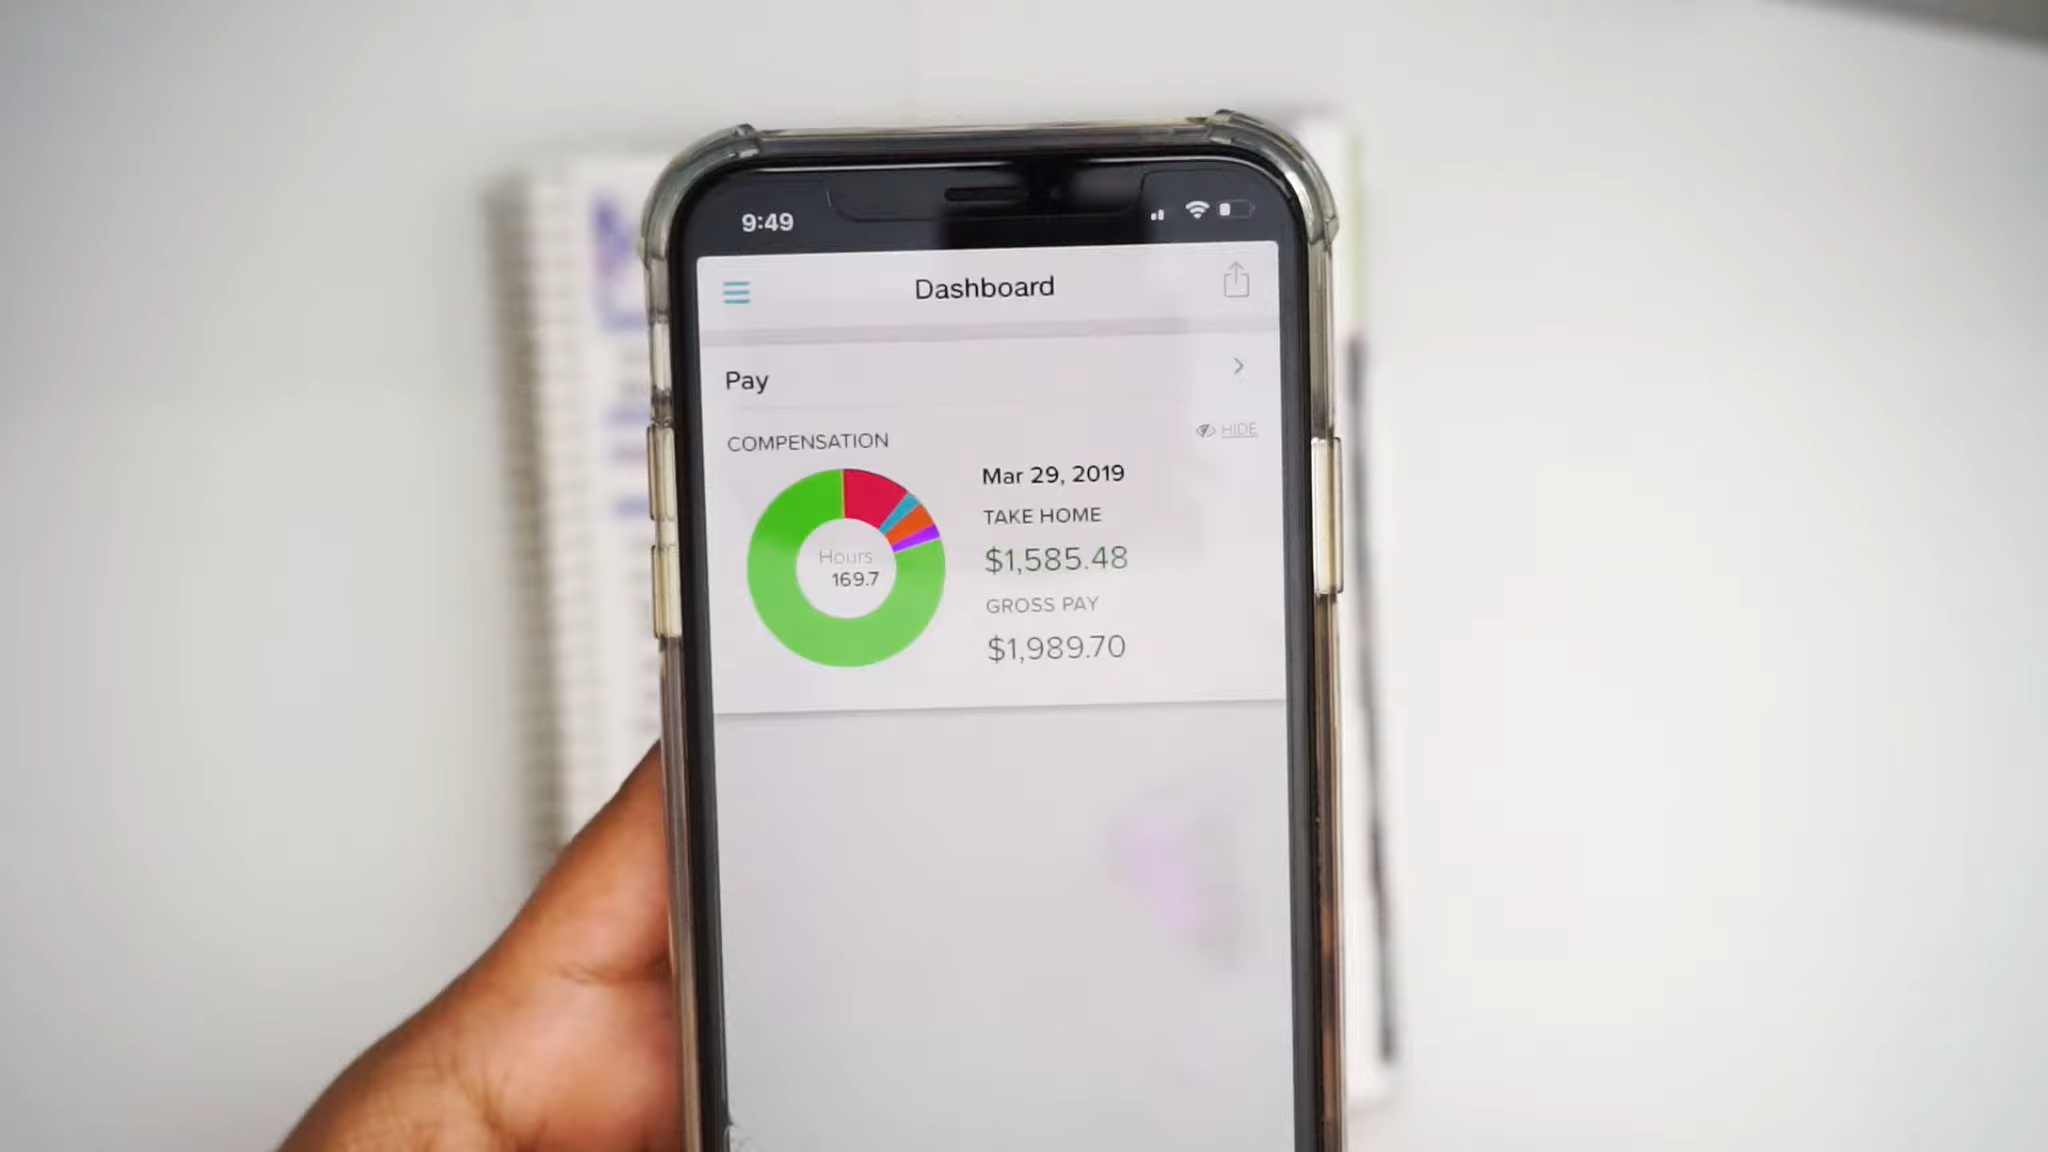 9:49
Dashboard
Pay
COMPENSATION
HIDE
Mar 29, 2019
TAKE HOME
$1,585.48
Hours
169.7
GROSS PAY
$1,989.70